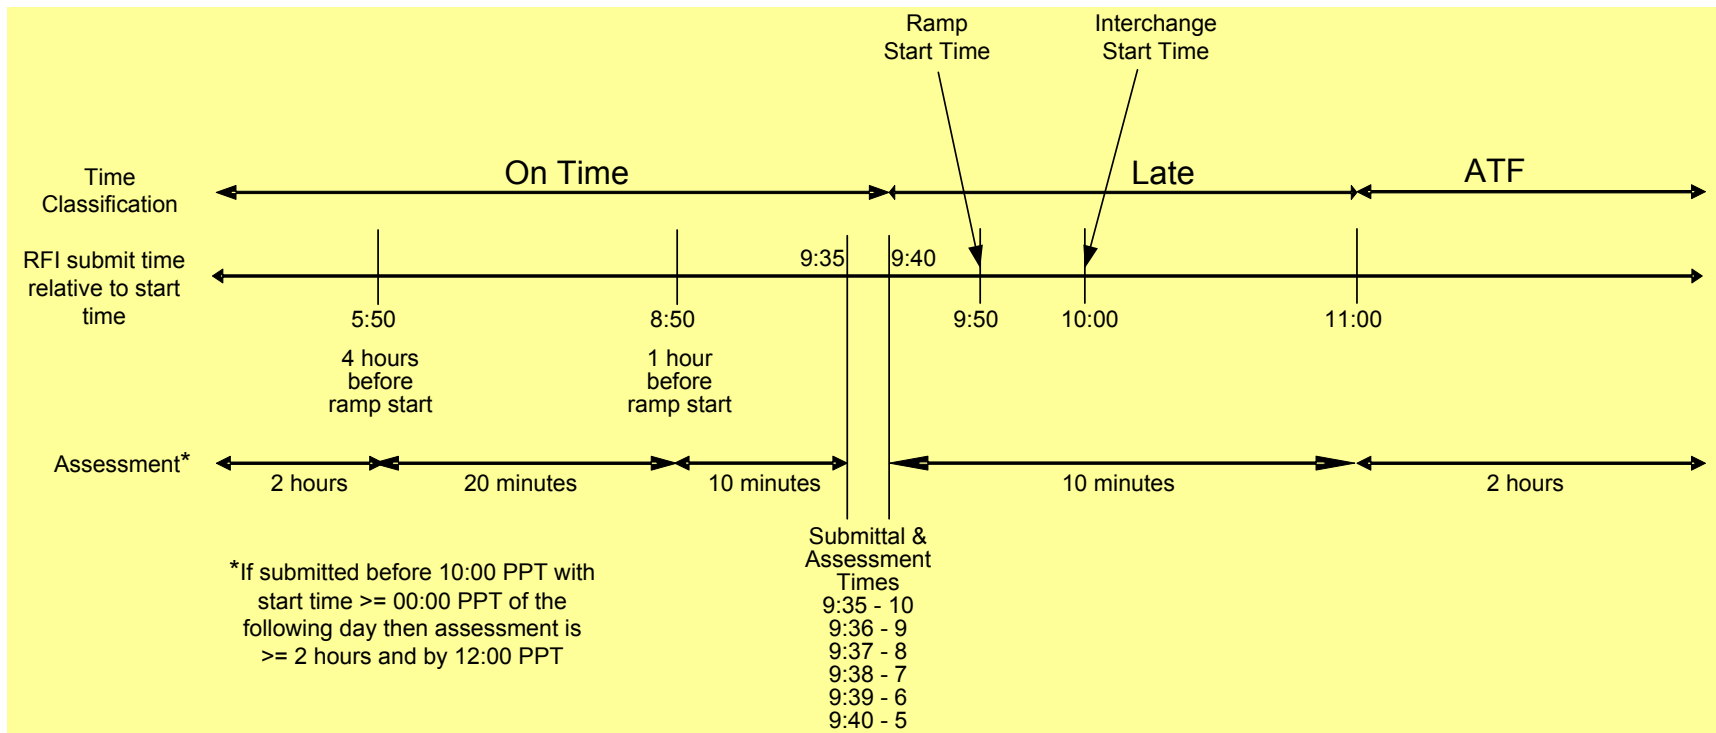 Ramp
Start Time
Interchange
Start Time
Time
Classification
On Time
Late
ATF
RFI submit time
relative to start
time
9:35
9:40
5:50
8:50
9:50
10:00
11:00
4 hours
before
ramp start
1 hour
before
ramp start
Assessment*
2 hours
20 minutes
10 minutes
10 minutes
2 hours
Submittal &
Assessment
Times
9:35 - 10
9:36 - 9
9:37 - 8
9:38 - 7
9:39 - 6
9:40 - 5
*If submitted before 10:00 PPT with
start time >= 00:00 PPT of the
following day then assessment is
>= 2 hours and by 12:00 PPT